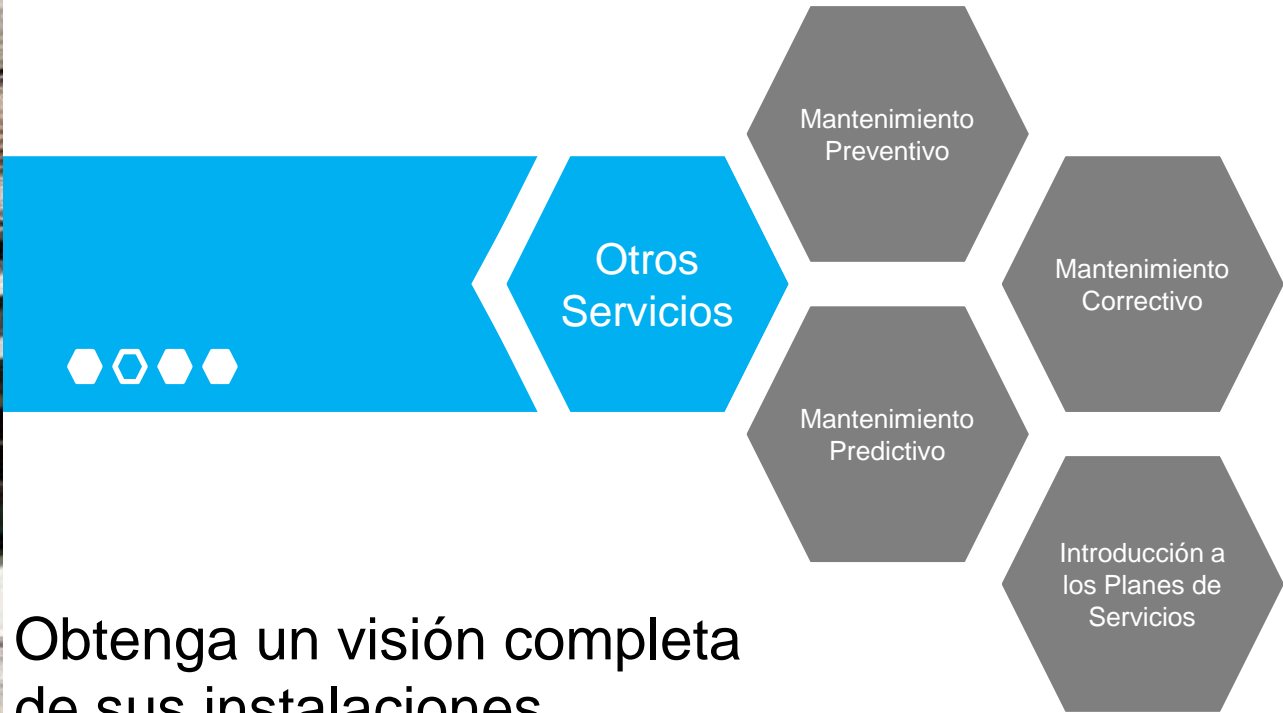 Mantenimiento
Preventivo
Otros
Servicios
Mantenimiento
Correctivo
Mantenimiento
Predictivo
Introducción a
los Planes de
Servicios
Obtenga un visión completa
de sus instalaciones